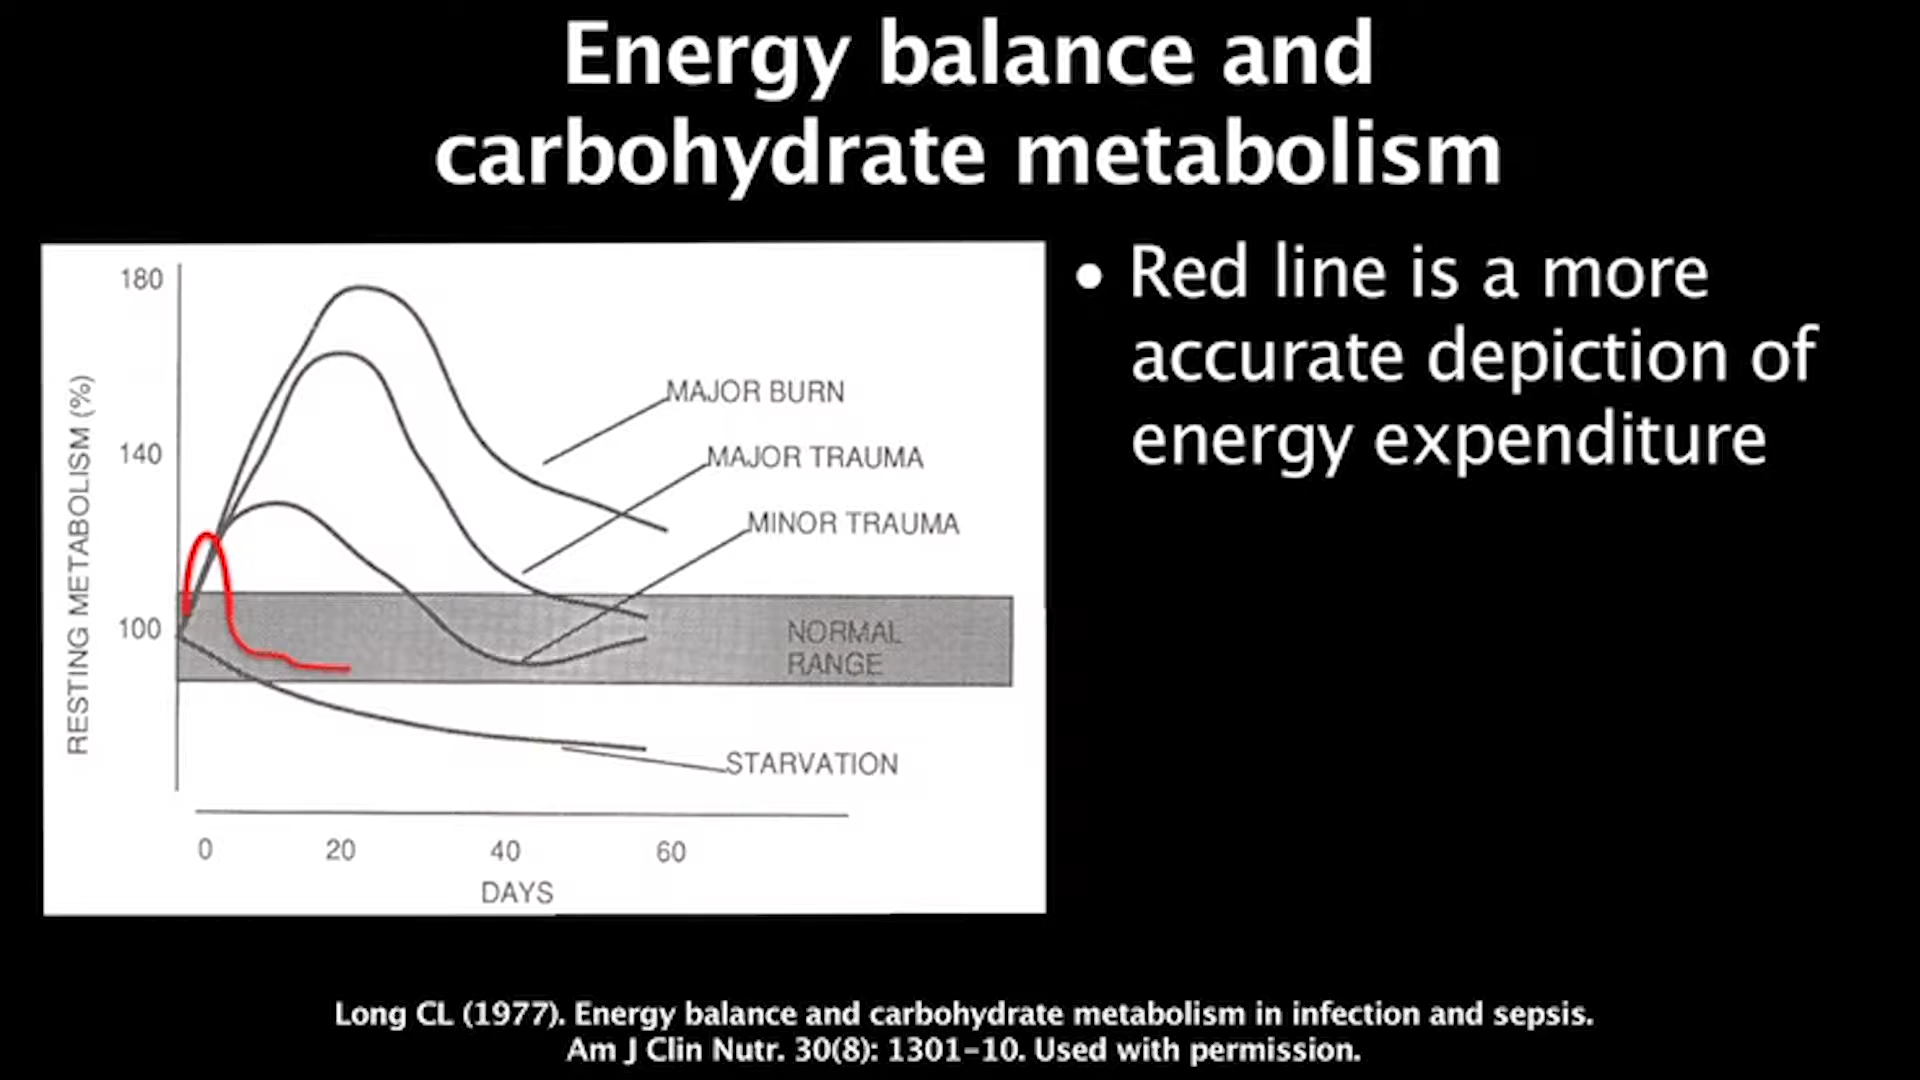 Energy balance and
carbohydrate metabolism
• Red line is a more
accurate depiction of
energy expenditure
RESTING METABOLISM (%)
180
140
100
MAJOR BURN
MAJOR TRAUMA
MINOR TRAUMA
NORMAL
RANGE
STARVATION
0 20 40 60
DAYS
Long CL (1977). Energy balance and carbohydrate metabolism in infection and sepsis.
Am J Clin Nutr. 30(8): 1301-10. Used with permission.